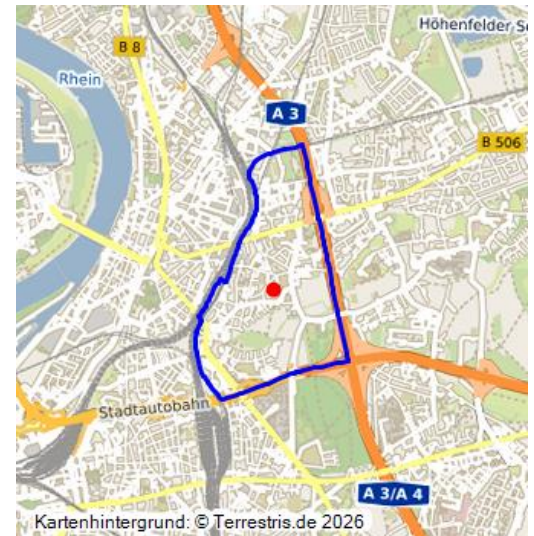 Höhenfelder Se
B 8
Rhein
A 3
B 506
Stadtautobahn
A 3/A 4
Kartenhintergrund: © Terrestris.de 2026